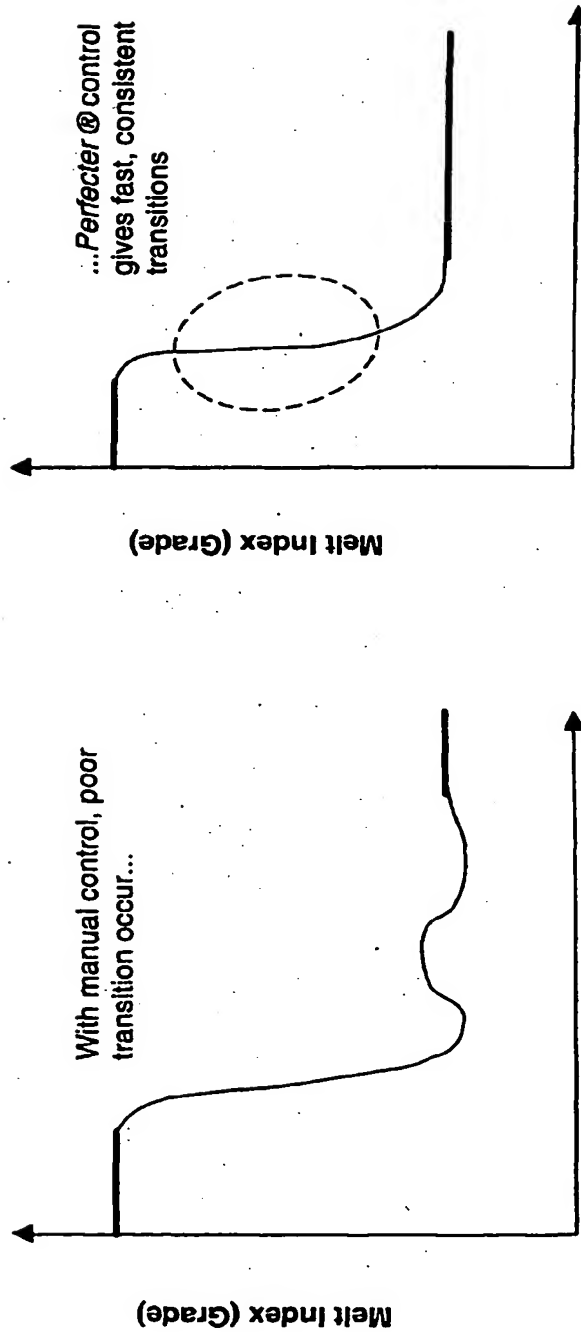 With manual control, poor
transition occur...
Melt Index (Grade)
...Perfecter ® control
gives fast, consistent
transitions
Melt Index (Grade)